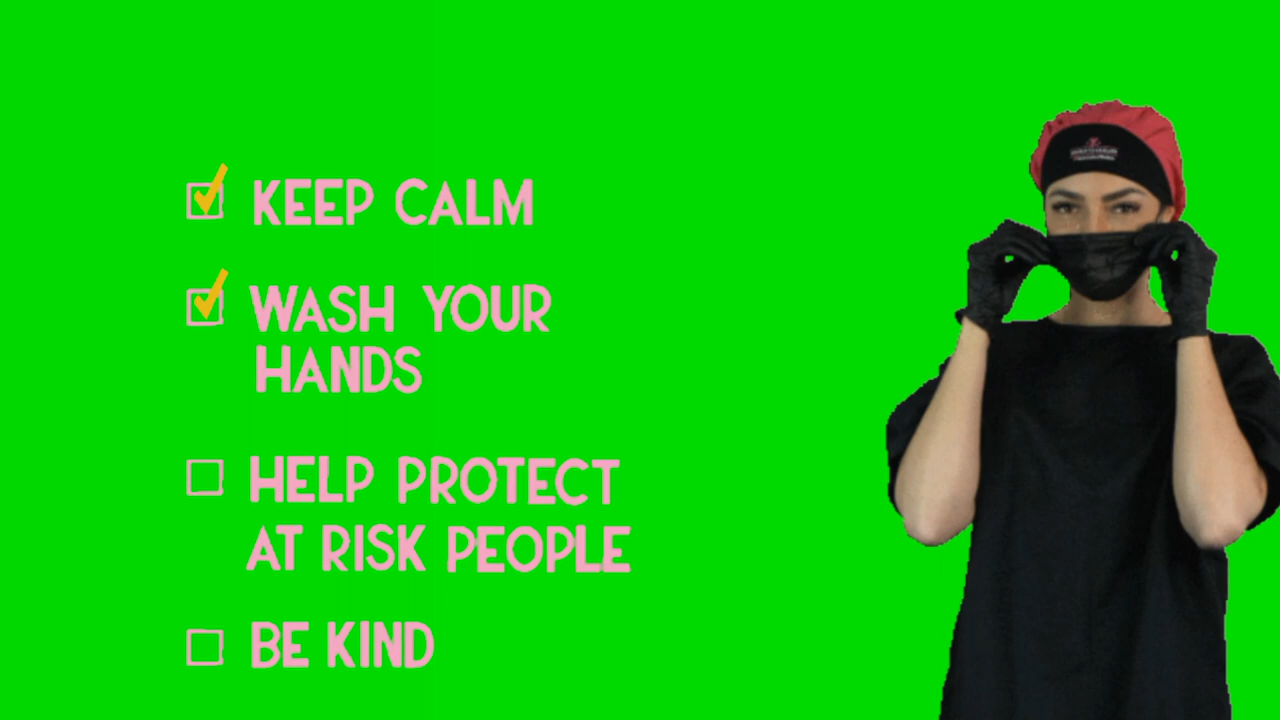 KEEP CALM
WASH YOUR
HANDS
HELP PROTECT
AT RISK PEOPLE
BE KIND